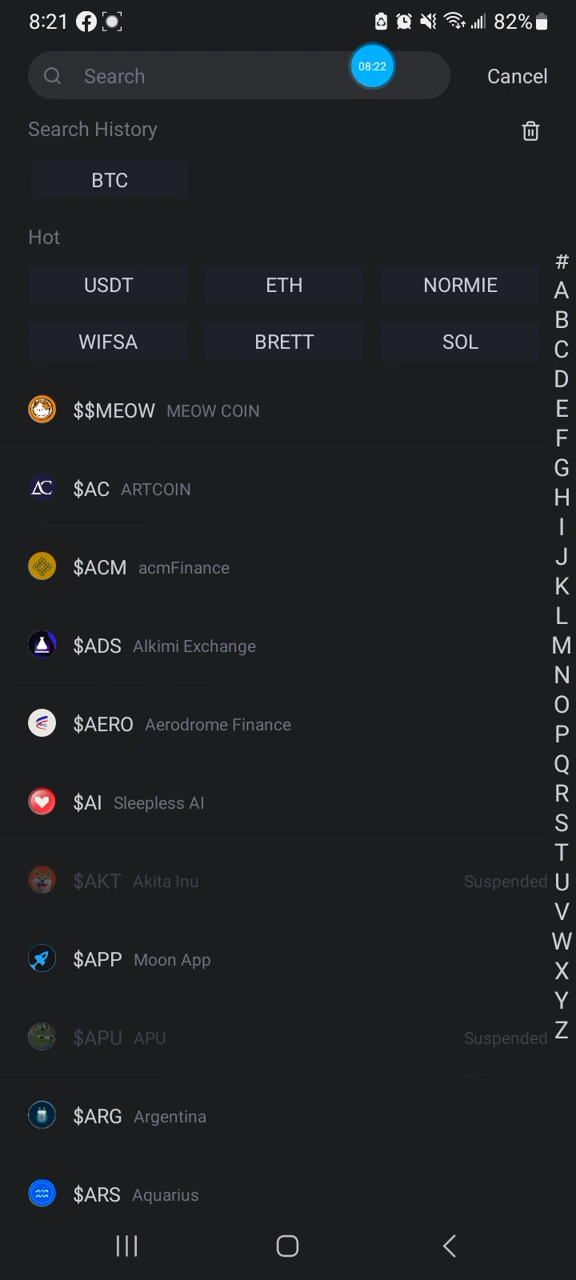 8:21 82%
Search 08:22 Cancel
Search History
BTC
Hot
USDT ETH NORMIE
WIFSA BRETT SOL
$$MEOW MEOW COIN
$AC ARTCOIN
$ACM acmFinance
$ADS Alkimi Exchange
$AERO Aerodrome Finance
$AI Sleepless AI
$AKT Akita Inu Suspended
$APP Moon App
$APU APU Suspended
$ARG Argentina
$ARS Aquarius
#
A
B
C
D
E
F
G
H
I
J
K
L
M
N
O
P
Q
R
S
T
U
V
W
X
Y
Z